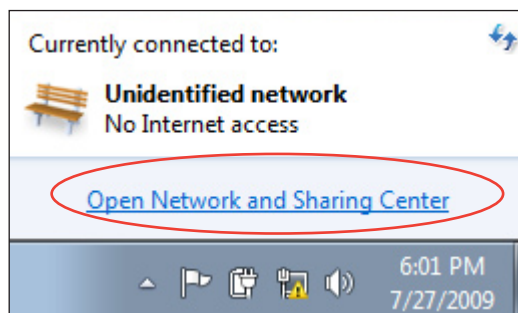 Currently connected to:
Unidentified network
No Internet access
Open Network and Sharing Center
6:01 PM
7/27/2009